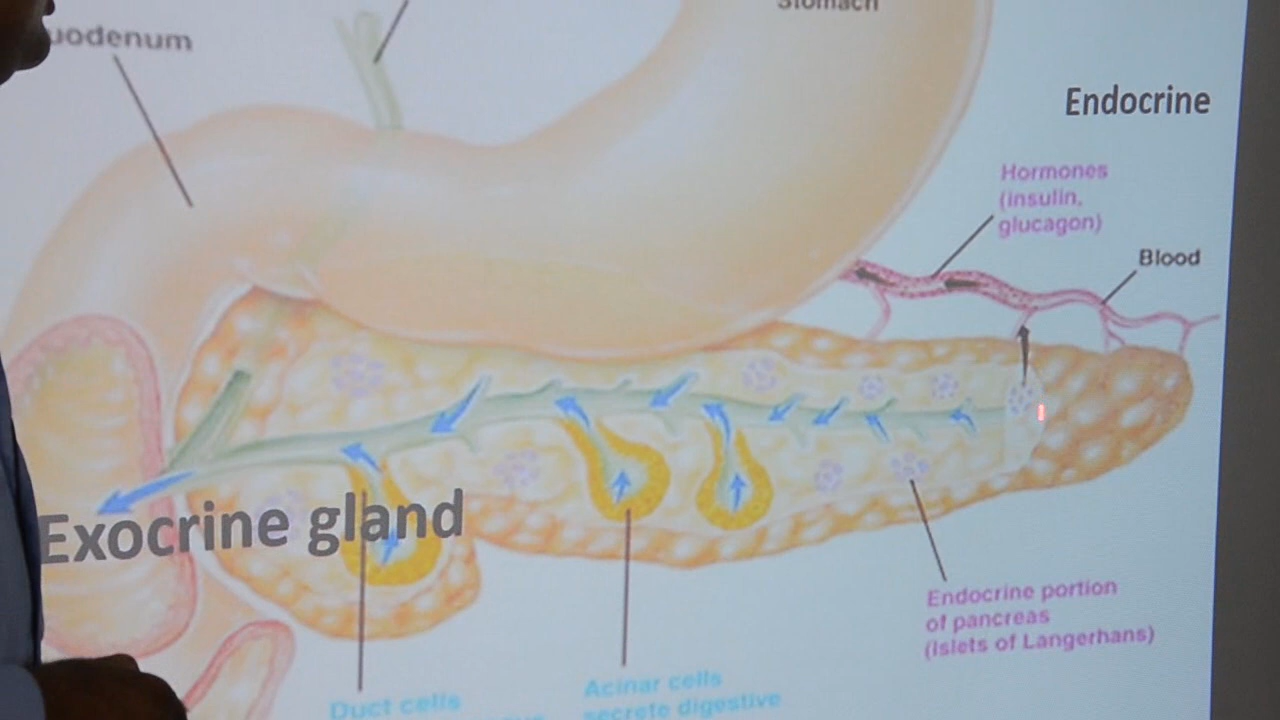 Stomach
uodenum
Endocrine
Hormones
(insulin,
glucagon)
Blood
Exocrine gland
Endocrine portion
of pancreas
(Islets of Langerhans)
Duct cells
Acinar cells
secrete digestive